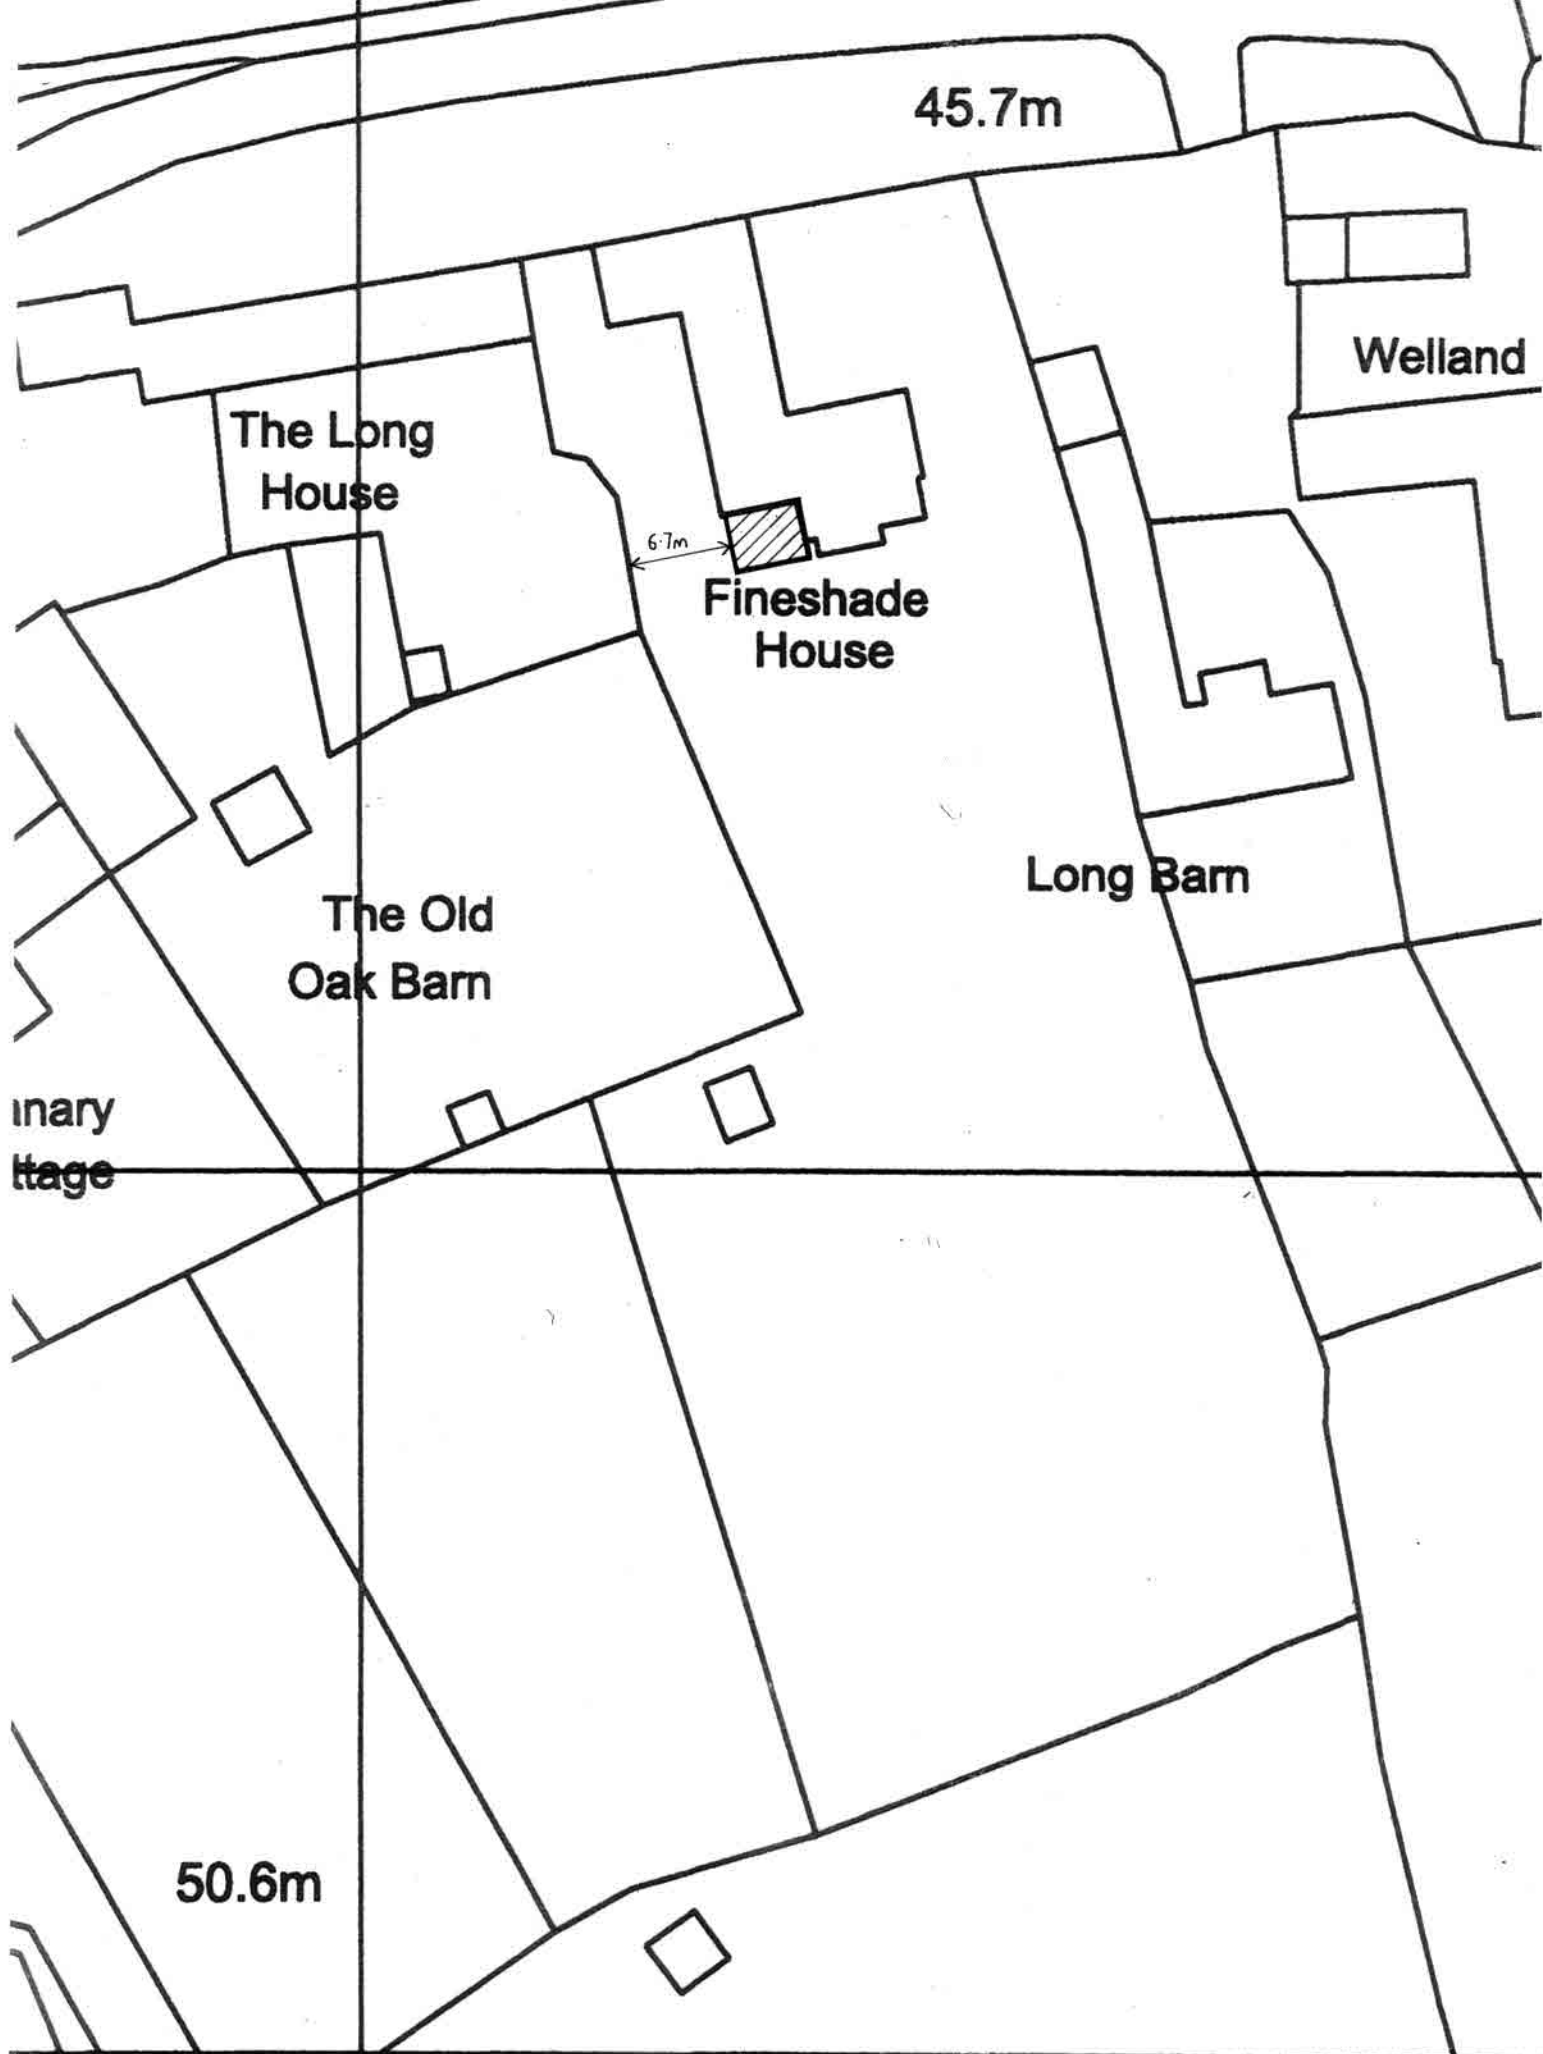 45.7m
Welland
The Long
House
6.7m
Fineshade
House
Long Barn
The Old
Oak Barn
inary
ttage
50.6m